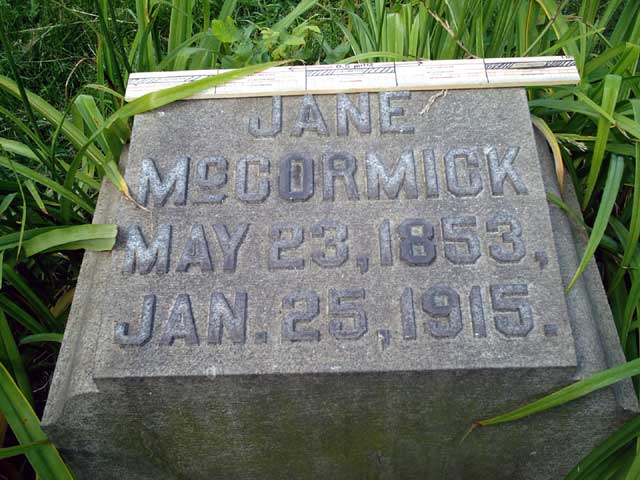 JANE
McCORMICK
MAY 23, 1853,
JAN. 25, 1915.